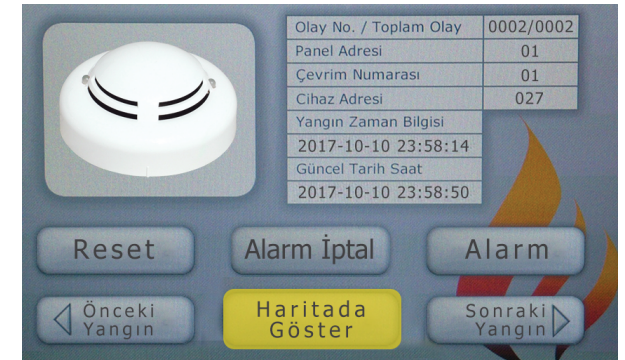 Olay No. / Toplam Olay 0002/0002
Panel Adresi 01
Çevrim Numarası 01
Cihaz Adresi 027
Yangın Zaman Bilgisi
2017-10-10 23:58:14
Güncel Tarih Saat
2017-10-10 23:58:50
Reset Alarm İptal Alarm
Önceki Yangın
Haritada Göster
Sonraki Yangın